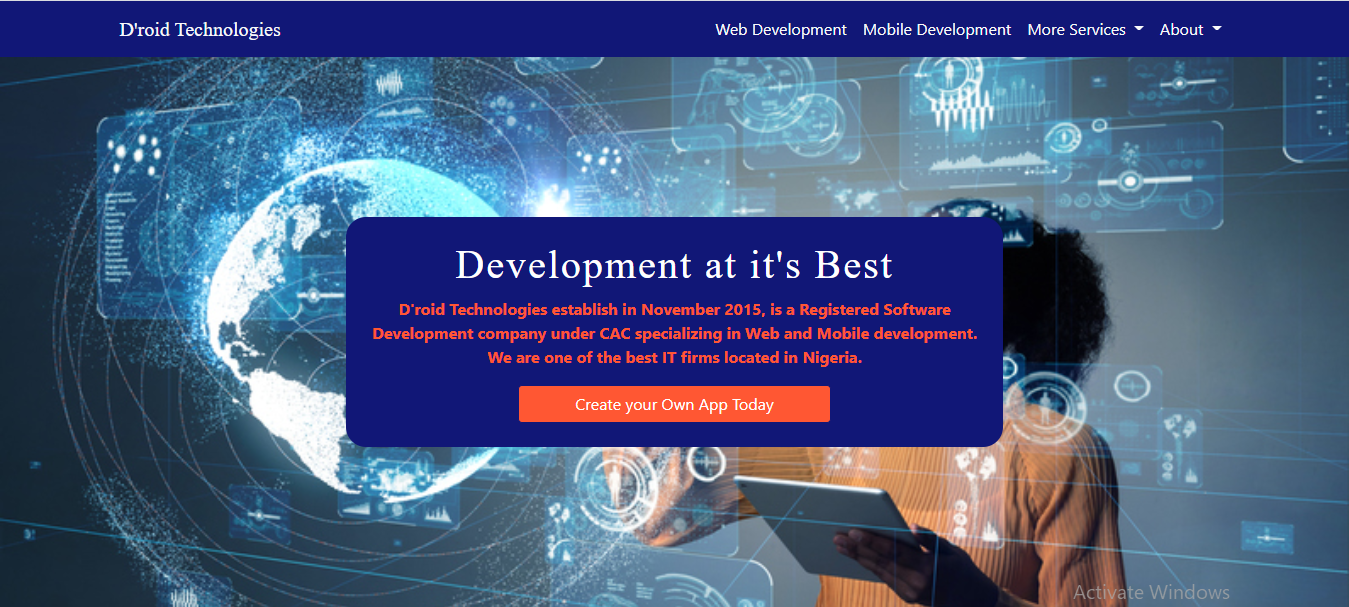 D'roid Technologies
Web Development Mobile Development More Services About
Development at it's Best
D'roid Technologies establish in November 2015, is a Registered Software
Development company under CAC specializing in Web and Mobile development.
We are one of the best IT firms located in Nigeria.
Create your Own App Today
Activate Windows